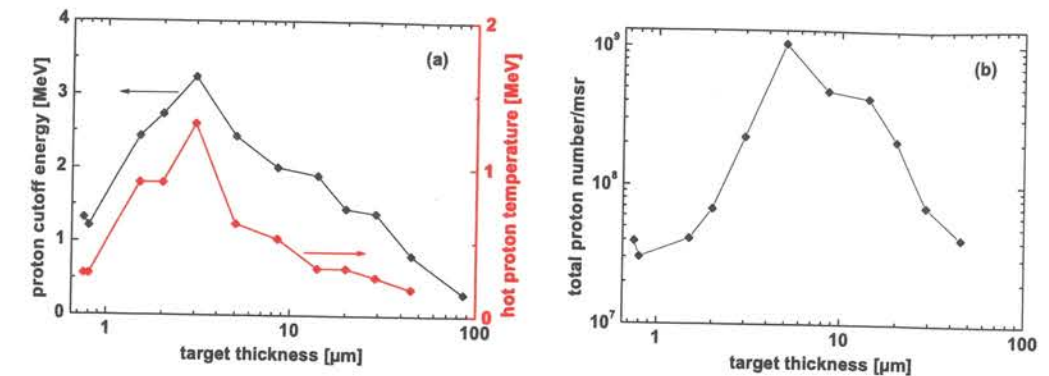 4
3
2
1
0
proton cutoff energy [MeV]
(a)
2
1
0
hot proton temperature [MeV]
1
10
100
target thickness [µm]
10⁹
10⁸
10⁷
total proton number/msr
(b)
1
10
100
target thickness [µm]